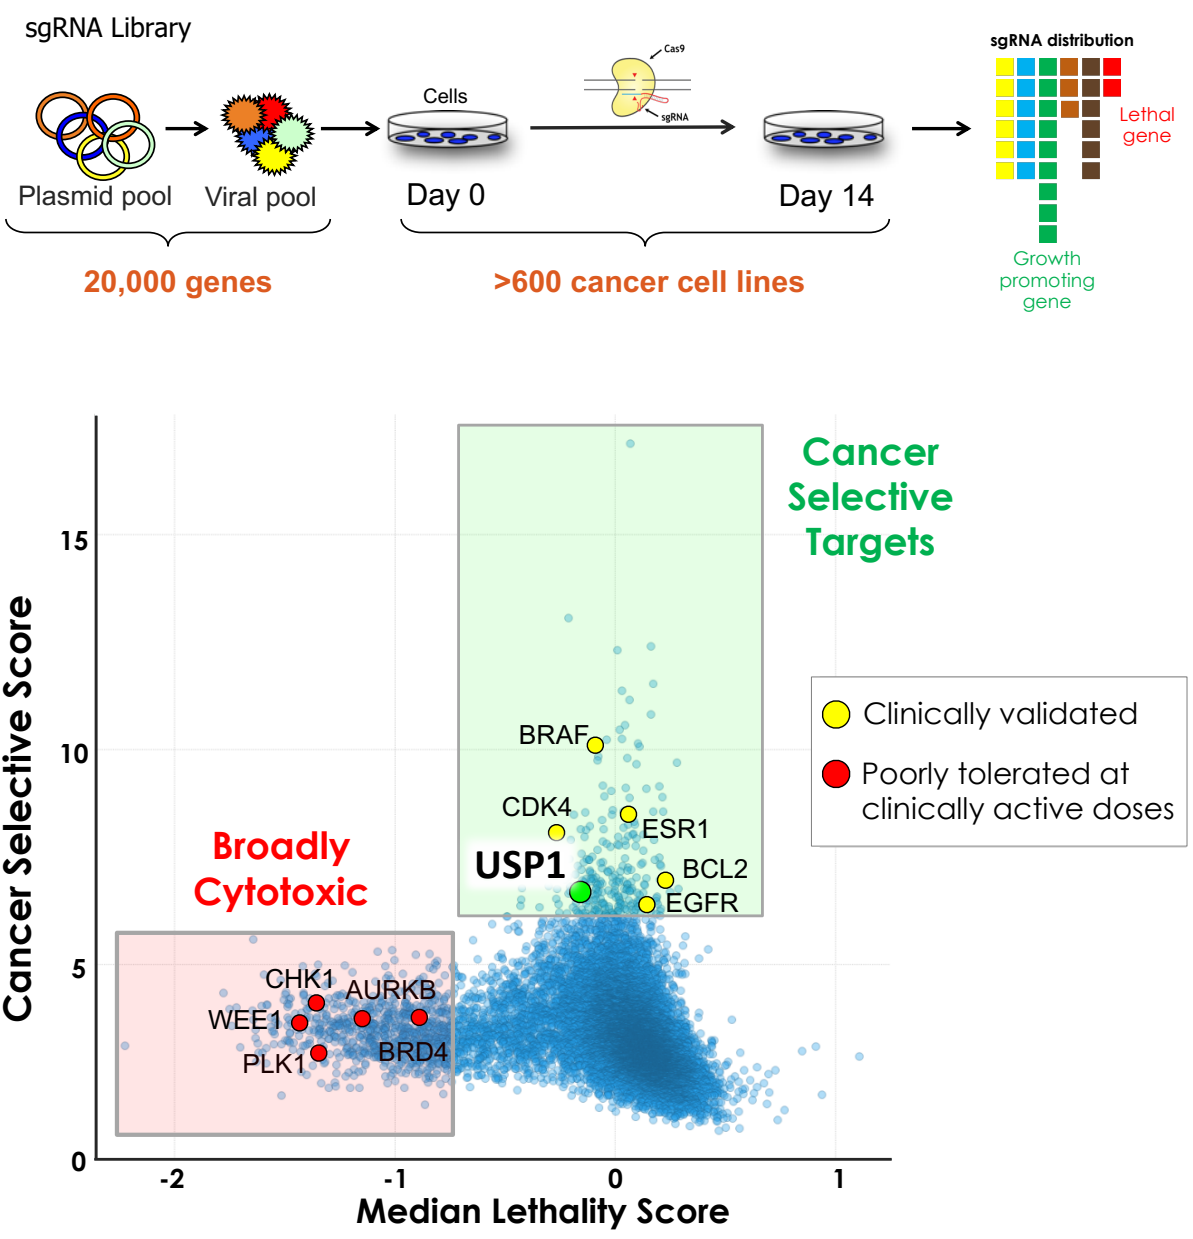 sgRNA Library
Plasmid pool
Viral pool
Cells
Day 0
Cas9
sgRNA
Day 14
sgRNA distribution
Lethal
gene
Growth
promoting
gene
20,000 genes
>600 cancer cell lines
Cancer
Selective
Targets
15
10
5
0
Cancer Selective Score
BRAF
CDK4
ESR1
USP1
BCL2
EGFR
Clinically validated
Poorly tolerated at
clinically active doses
Broadly
Cytotoxic
CHK1
AURKB
WEE1
PLK1
BRD4
-2
-1
0
1
Median Lethality Score